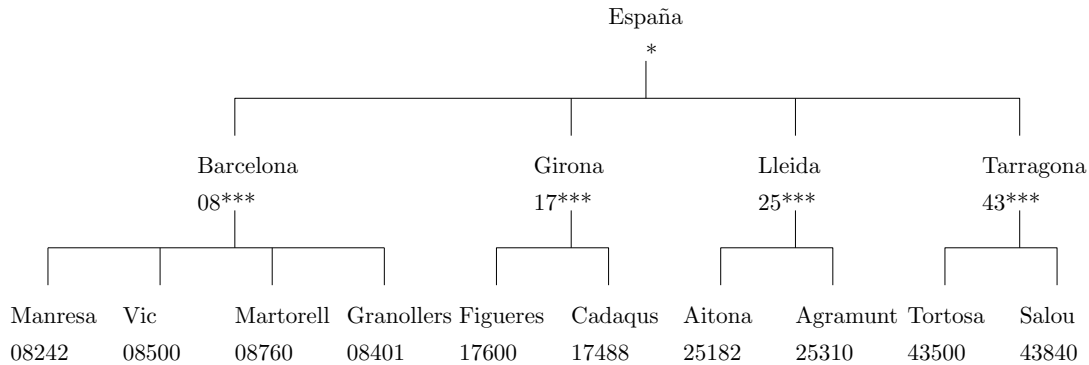 España
*
Barcelona Girona Lleida Tarragona
08*** 17*** 25*** 43***
Manresa Vic Martorell Granollers Figueres Cadaqus Aitona Agramunt Tortosa Salou
08242 08500 08760 08401 17600 17488 25182 25310 43500 43840